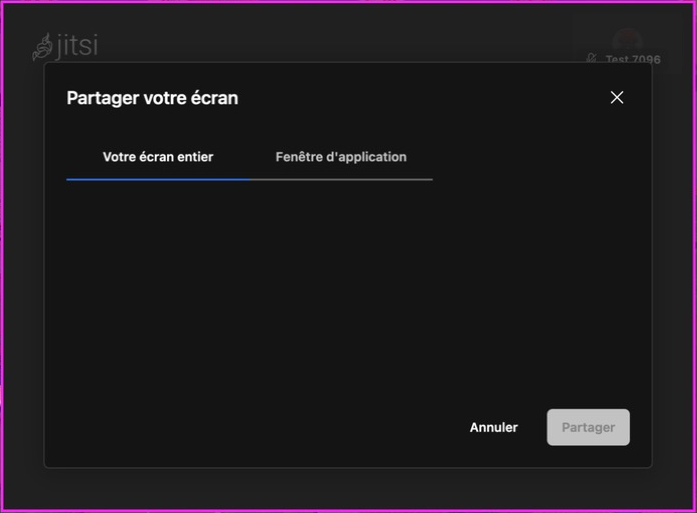 jitsi
Test 7096
Partager votre écran
Votre écran entier
Fenêtre d'application
Annuler
Partager